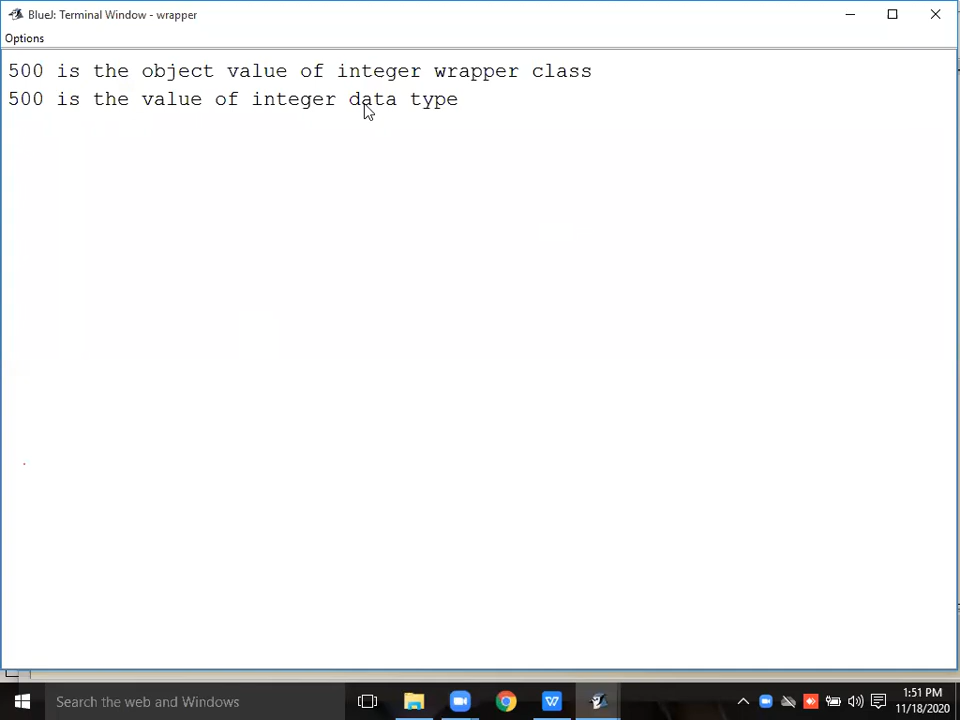 BlueJ: Terminal Window - wrapper
Options
500 is the object value of integer wrapper class
500 is the value of integer data type
Search the web and Windows
1:51 PM
11/18/2020